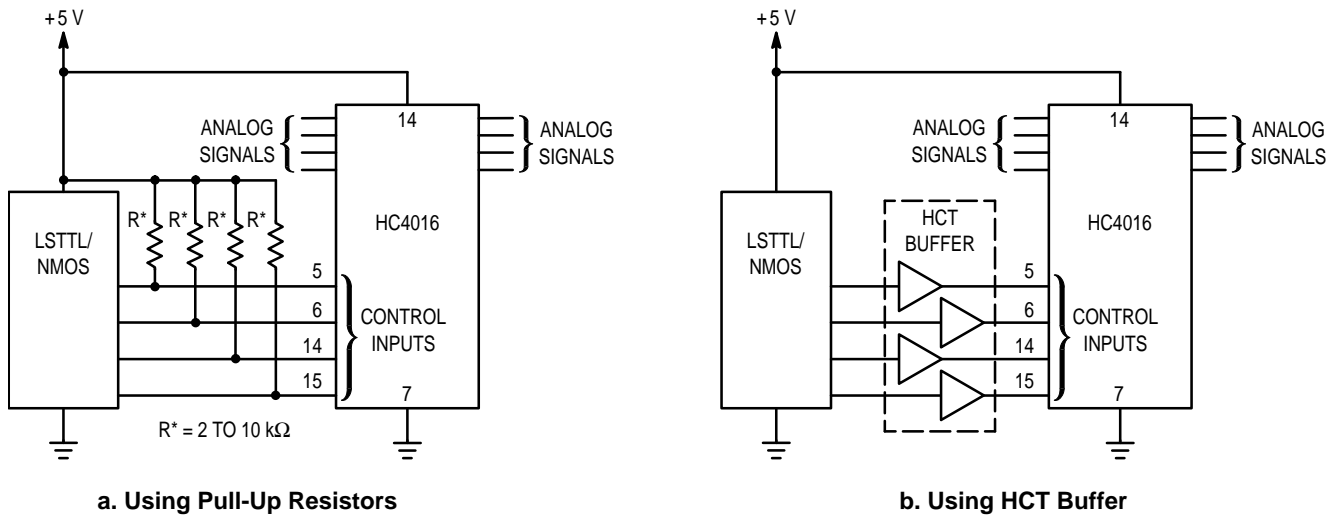 +5 V
14
ANALOG
SIGNALS
ANALOG
SIGNALS
R* R* R* R*
HC4016
LSTTL/
NMOS
5
6
14
15
CONTROL
INPUTS
7
R* = 2 TO 10 kΩ
a. Using Pull-Up Resistors
+5 V
14
ANALOG
SIGNALS
ANALOG
SIGNALS
HCT
BUFFER
HC4016
LSTTL/
NMOS
5
6
14
15
CONTROL
INPUTS
7
b. Using HCT Buffer